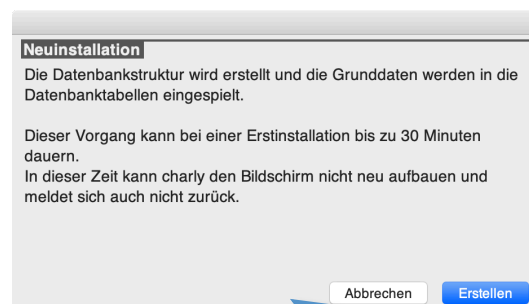 Neuinstallation
Die Datenbankstruktur wird erstellt und die Grunddaten werden in die
Datenbanktabellen eingespielt.
Dieser Vorgang kann bei einer Erstinstallation bis zu 30 Minuten
dauern.
In dieser Zeit kann charly den Bildschirm nicht neu aufbauen und
meldet sich auch nicht zurück.
Abbrechen Erstellen